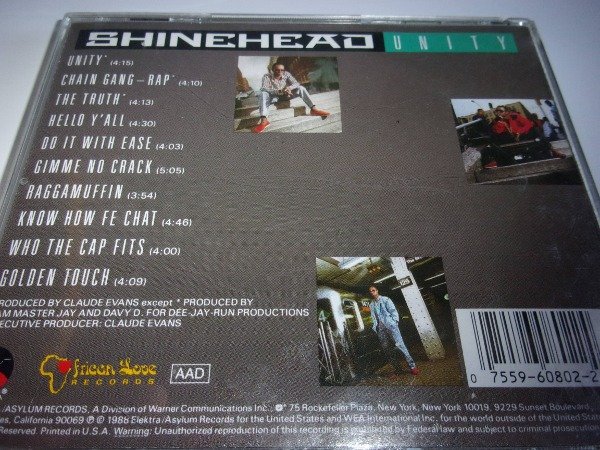 SHINEHEAD UNITY
UNITY* (4:15)
CHAIN GANG–RAP* (4:10)
THE TRUTH* (4:13)
HELLO Y'ALL (4:30)
DO IT WITH EASE (4:03)
GIMME NO CRACK (5:05)
RAGGAMUFFIN (3:54)
KNOW HOW FE CHAT (4:46)
WHO THE CAP FITS (4:00)
GOLDEN TOUCH (4:09)
RODUCED BY CLAUDE EVANS except * PRODUCED BY
AM MASTER JAY AND DAVY D. FOR DEE-JAY-RUN PRODUCTIONS
ECUTIVE PRODUCER: CLAUDE EVANS
African Love
RECORDS
AAD
0 7559-60802-2
/ASYLUM RECORDS, A Division of Warner Communications Inc., 75 Rockefeller Plaza, New York, New York 10019, 9229 Sunset Boulevard
es, California 90069 ℗ © 1988 Elektra/Asylum Records for the United States and WEA International Inc. for the world outside of the United States
Reserved. Printed in U.S.A. Warning: Unauthorized reproduction of this recording is prohibited by Federal law and subject to criminal prosecution